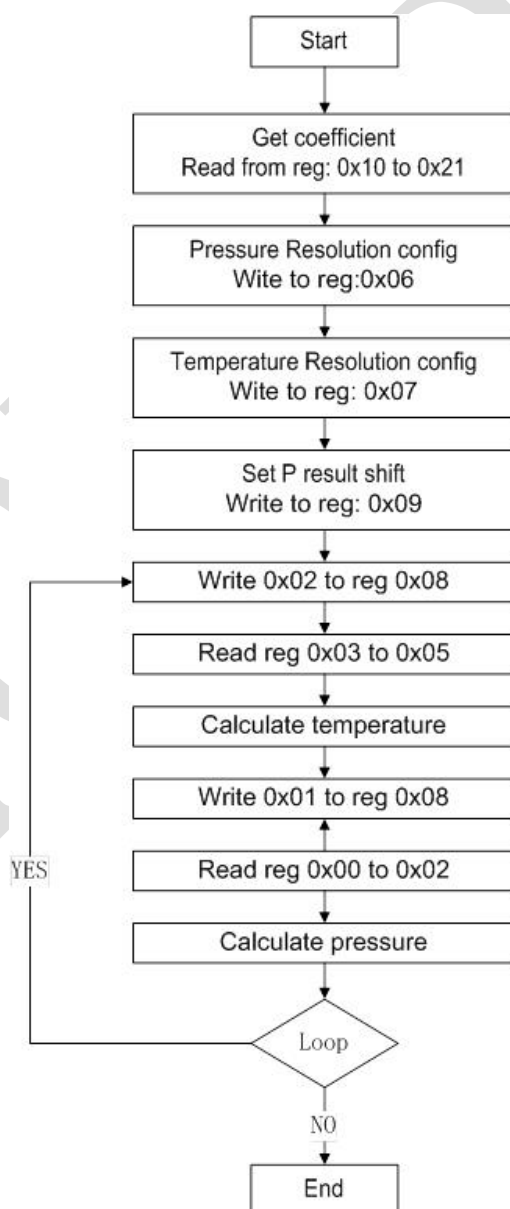 Start
Get coefficient
Read from reg: 0x10 to 0x21
Pressure Resolution config
Wite to reg:0x06
Temperature Resolution config
Wite to reg: 0x07
Set P result shift
Write to reg: 0x09
Write 0x02 to reg 0x08
Read reg 0x03 to 0x05
Calculate temperature
Write 0x01 to reg 0x08
YES
Read reg 0x00 to 0x02
Calculate pressure
Loop
NO
End